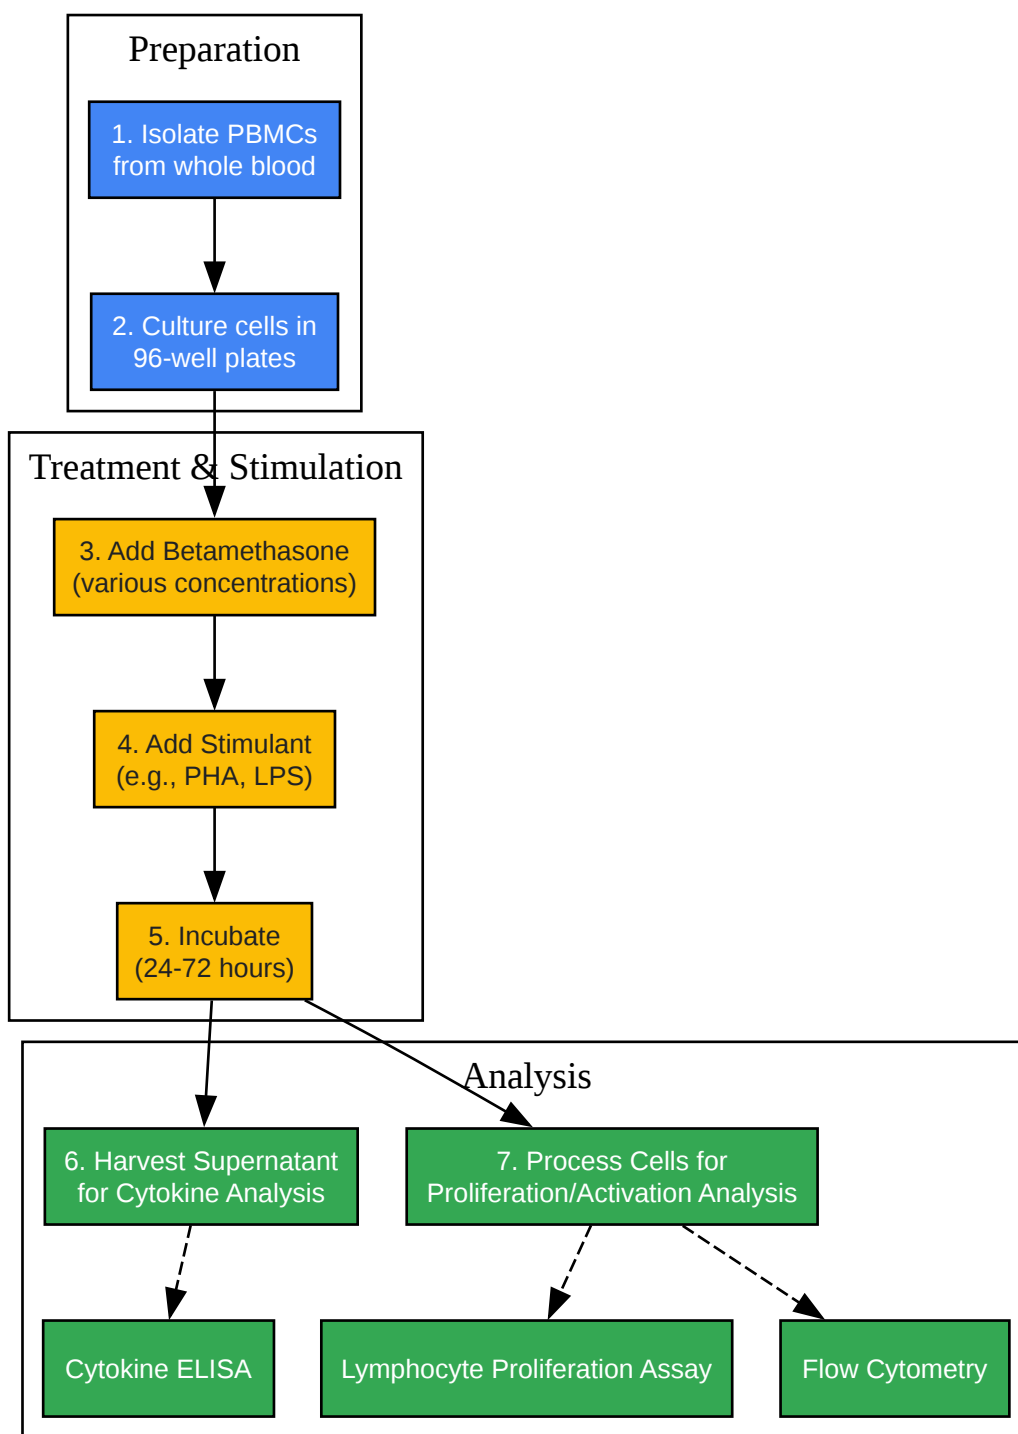 Preparation
1. Isolate PBMCs
from whole blood
2. Culture cells in
96-well plates
Treatment & Stimulation
3. Add Betamethasone
(various concentrations)
4. Add Stimulant
(e.g., PHA, LPS)
5. Incubate
(24-72 hours)
Analysis
6. Harvest Supernatant
for Cytokine Analysis
7. Process Cells for
Proliferation/Activation Analysis
Cytokine ELISA
Lymphocyte Proliferation Assay
Flow Cytometry